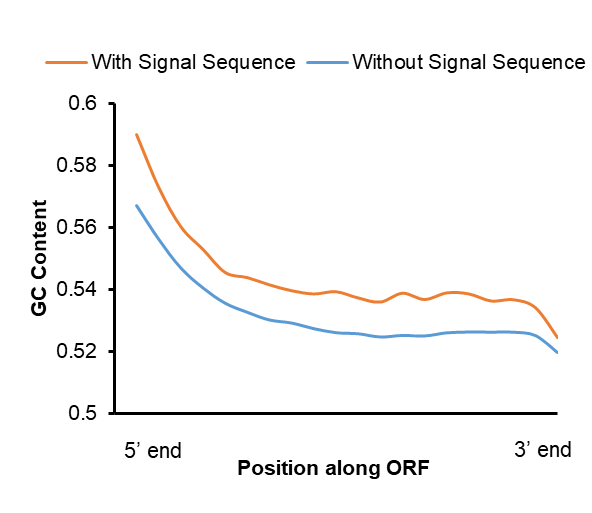 With Signal Sequence Without Signal Sequence
0.6
0.58
0.56
0.54
0.52
0.5
GC Content
5’ end 3’ end
Position along ORF